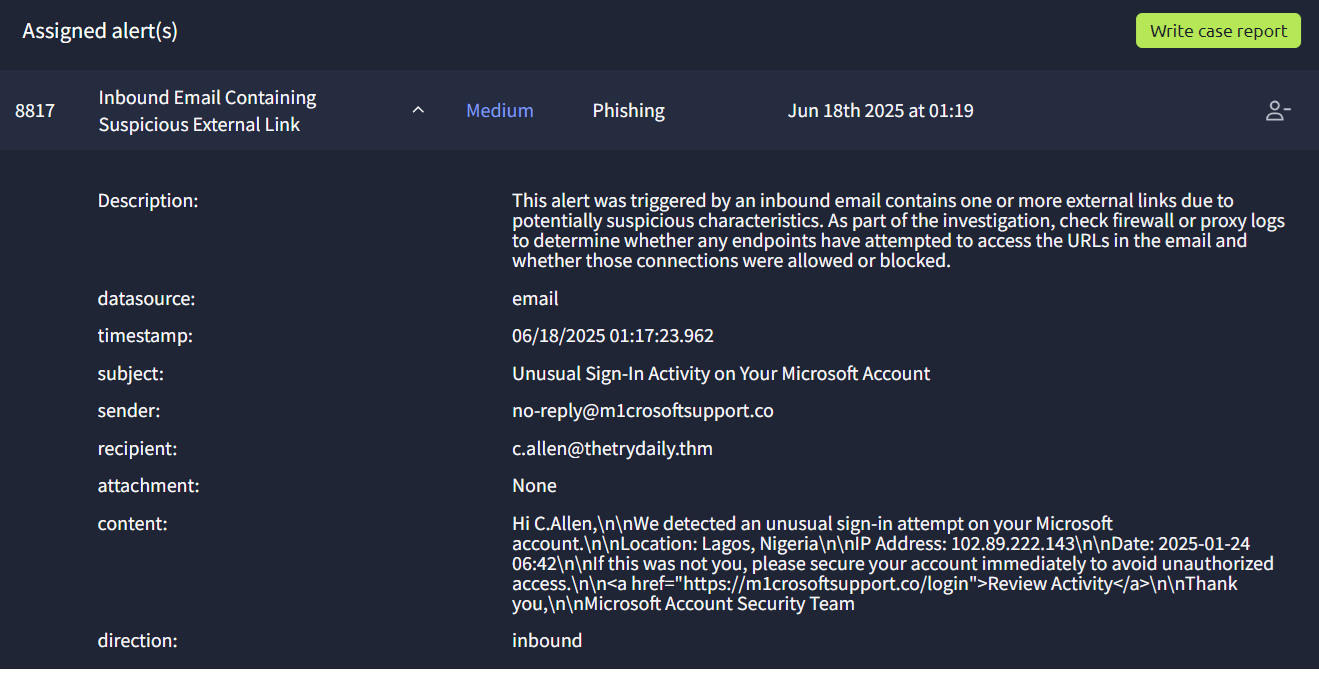 Assigned alert(s)
Write case report
8817
Inbound Email Containing
Suspicious External Link
Medium
Phishing
Jun 18th 2025 at 01:19
Description:
This alert was triggered by an inbound email contains one or more external links due to
potentially suspicious characteristics. As part of the investigation, check firewall or proxy logs
to determine whether any endpoints have attempted to access the URLs in the email and
whether those connections were allowed or blocked.
datasource:
email
timestamp:
06/18/2025 01:17:23.962
subject:
Unusual Sign-In Activity on Your Microsoft Account
sender:
no-reply@m1crosoftsupport.co
recipient:
c.allen@thetrydaily.thm
attachment:
None
content:
Hi C.Allen,\n\nWe detected an unusual sign-in attempt on your Microsoft
account.\n\nLocation: Lagos, Nigeria\n\nIP Address: 102.89.222.143\n\nDate: 2025-01-24
06:42\n\nIf this was not you, please secure your account immediately to avoid unauthorized
access.\n\n<a href="https://m1crosoftsupport.co/login">Review Activity</a>\n\nThank
you,\n\nMicrosoft Account Security Team
direction:
inbound